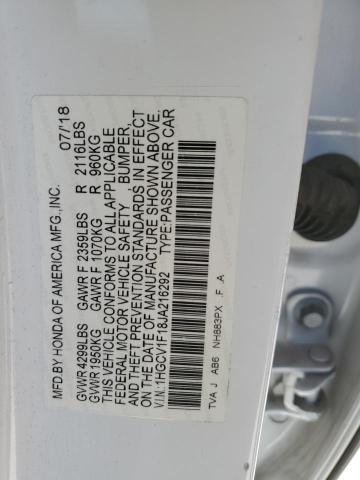 MFD BY HONDA OF AMERICA MFG.,INC. 07/18
GVWR 4299LBS GAWR F 2359LBS R 2116LBS
GVWR 1950KG GAWR F 1070KG R 960KG
THIS VEHICLE CONFORMS TO ALL APPLICABLE
FEDERAL MOTOR VEHICLE SAFETY, BUMPER,
AND THEFT PREVENTION STANDARDS IN EFFECT
ON THE DATE OF MANUFACTURE SHOWN ABOVE.
V.I.N.:1HGCV1F18JA216292 TYPE:PASSENGER CAR
TVA J AB6 NH883PX F A